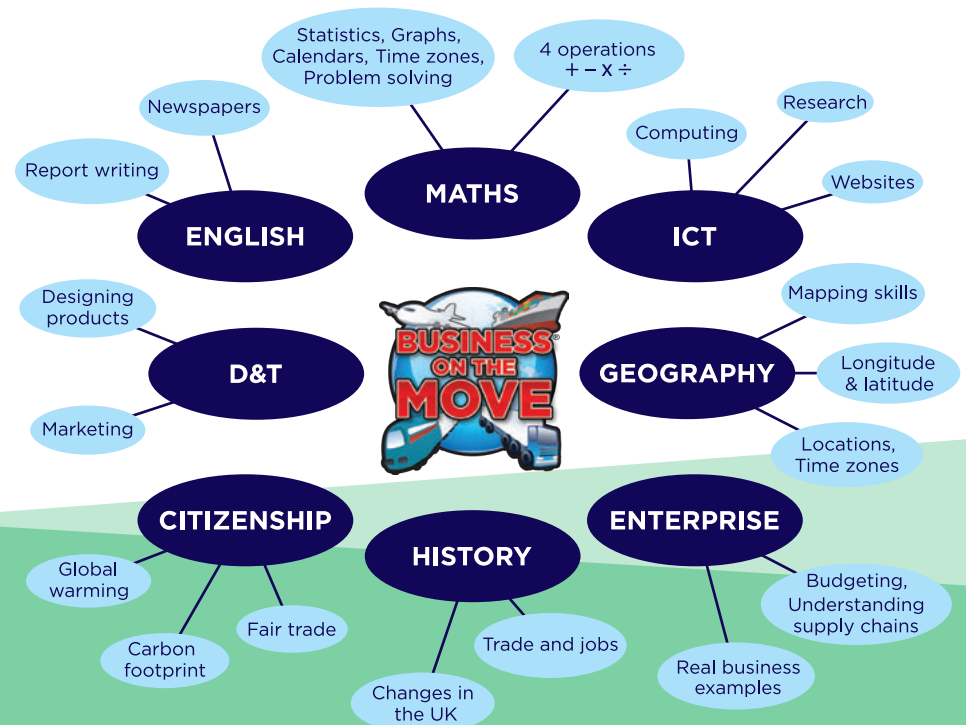 Statistics, Graphs,
Calendars, Time zones,
Problem solving
4 operations
+ − x ÷
MATHS
Newspapers
Report writing
ENGLISH
Computing
Research
Websites
ICT
Designing
products
Marketing
D&T
BUSINESS®
ON THE
MOVE
Mapping skills
Longitude
& latitude
Locations,
Time zones
GEOGRAPHY
CITIZENSHIP
Global
warming
Carbon
footprint
Fair trade
HISTORY
Trade and jobs
Changes in
the UK
ENTERPRISE
Budgeting,
Understanding
supply chains
Real business
examples